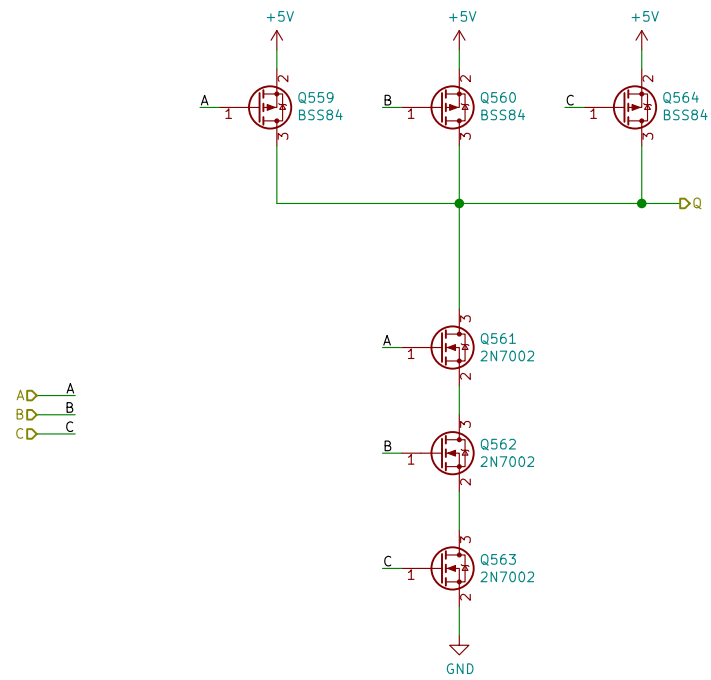 +5V +5V +5V
2 2 2
A 1 Q559 B 1 Q560 C 1 Q564
BSS84 BSS84 BSS84
3 3 3
Q
3
A 1 Q561
2N7002
2
A A
B B
C C
3
B 1 Q562
2N7002
2
3
C 1 Q563
2N7002
2
GND